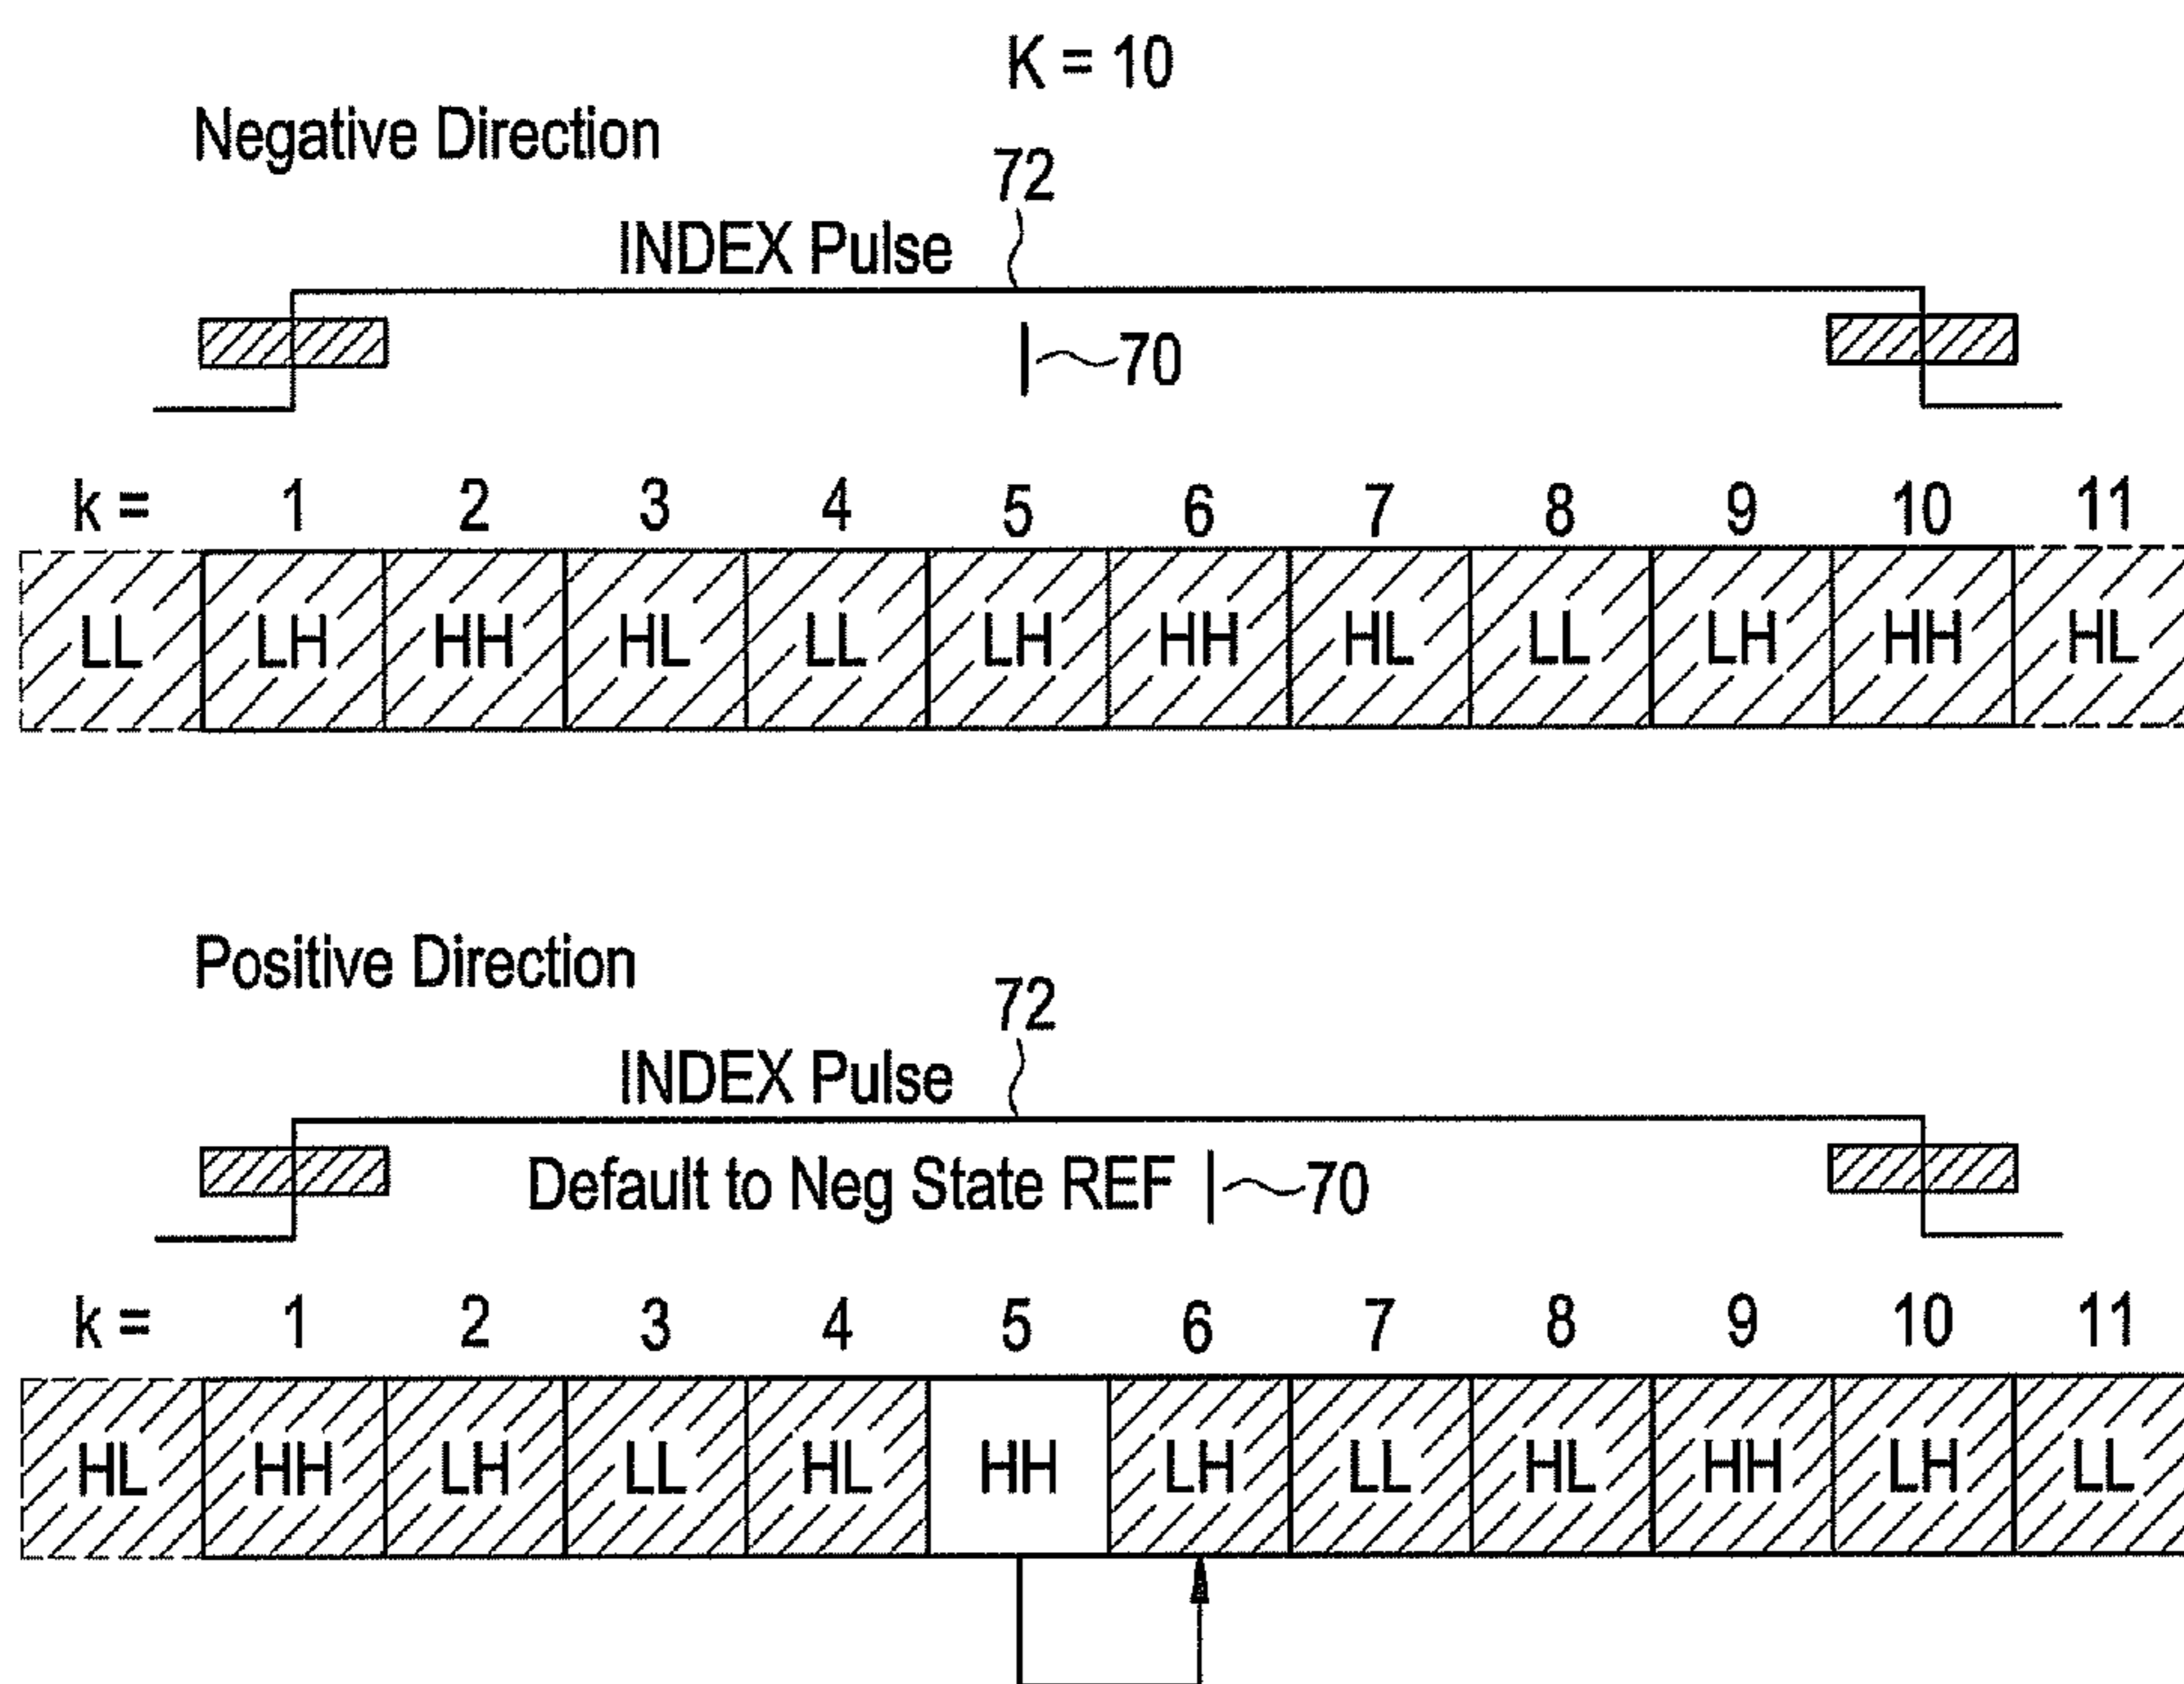 K = 10
Negative Direction
72
INDEX Pulse
70
k = 1 2 3 4 5 6 7 8 9 10 11
LL LH HH HL LL LH HH HL LL LH HH HL
Positive Direction
72
INDEX Pulse
Default to Neg State REF 70
k = 1 2 3 4 5 6 7 8 9 10 11
HL HH LH LL HL HH LH LL HL HH LH LL